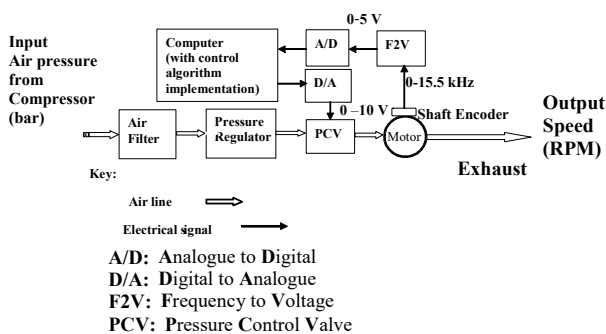 Input
Air pressure
from
Compressor
(bar)
Computer
(with control
algorithm
implementation)
A/D
0-5 V
F2V
D/A
0-15.5 kHz
0 –10 V
Shaft Encoder
Air
Filter
Pressure
Regulator
PCV
Motor
Output
Speed
(RPM)
Exhaust
Key:
Air line
Electrical signal
A/D: Analogue to Digital
D/A: Digital to Analogue
F2V: Frequency to Voltage
PCV: Pressure Control Valve